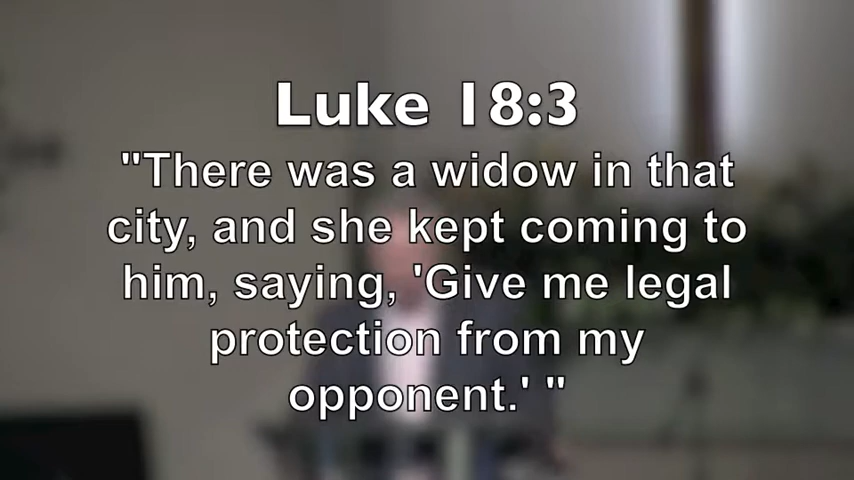 Luke 18:3
"There was a widow in that
city, and she kept coming to
him, saying, 'Give me legal
protection from my
opponent.' "